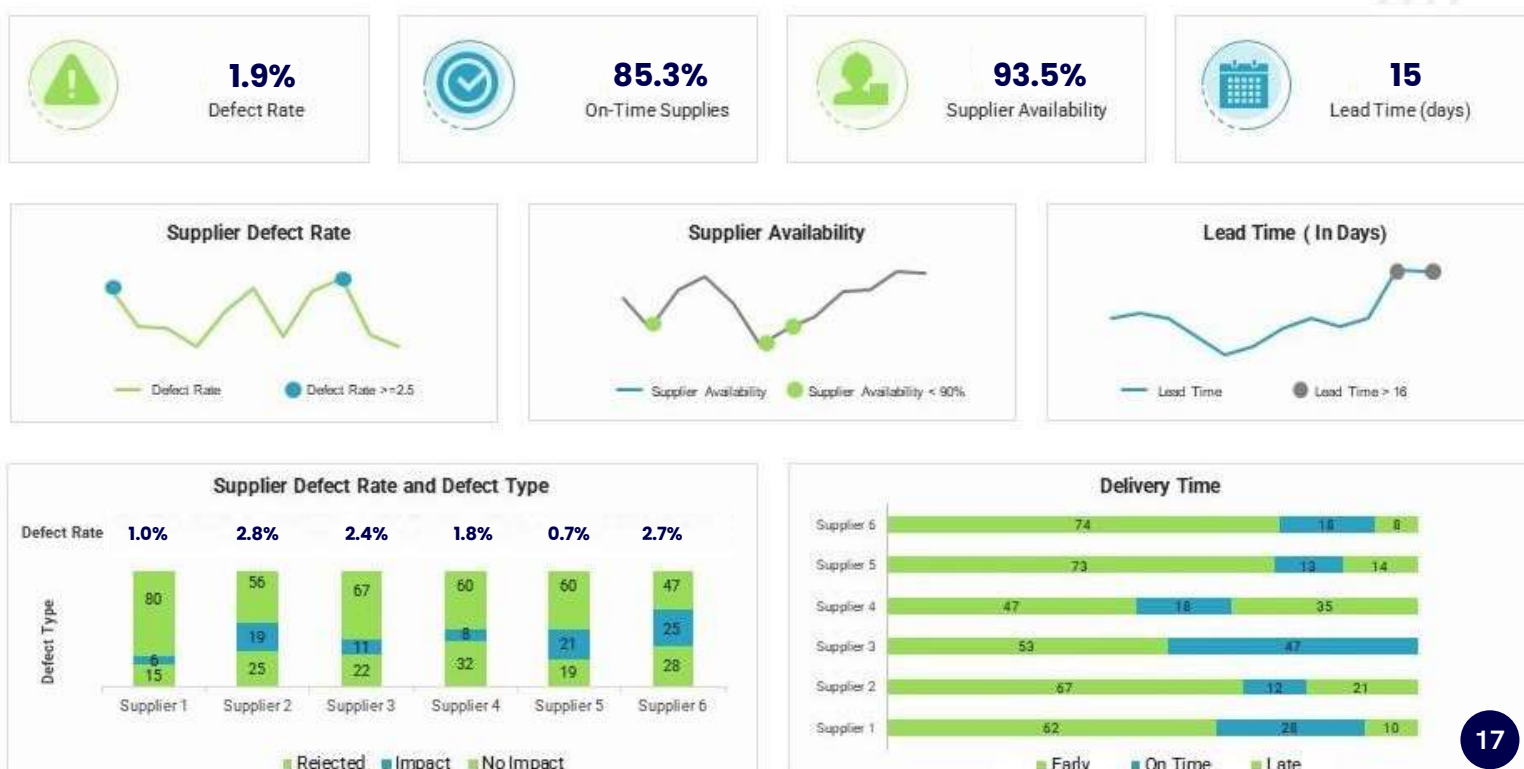 1.9%
Defect Rate
85.3%
On-Time Supplies
93.5%
Supplier Availability
15
Lead Time (days)
Supplier Defect Rate
Defect Rate
Defect Rate >=2.5
Supplier Availability
Supplier Availability
Supplier Availability < 90%
Lead Time ( In Days)
Lead Time
Lead Time > 16
Supplier Defect Rate and Defect Type
Defect Rate 1.0% 2.8% 2.4% 1.8% 0.7% 2.7%
Defect Type
80 56 67 60 60 47
6 19 11 8 21 25
15 25 22 32 19 28
Supplier 1 Supplier 2 Supplier 3 Supplier 4 Supplier 5 Supplier 6
Rejected Impact No Impact
Delivery Time
Supplier 6 74 18 8
Supplier 5 73 13 14
Supplier 4 47 18 35
Supplier 3 53 47
Supplier 2 67 12 21
Supplier 1 62 28 10
Early On Time Late
17